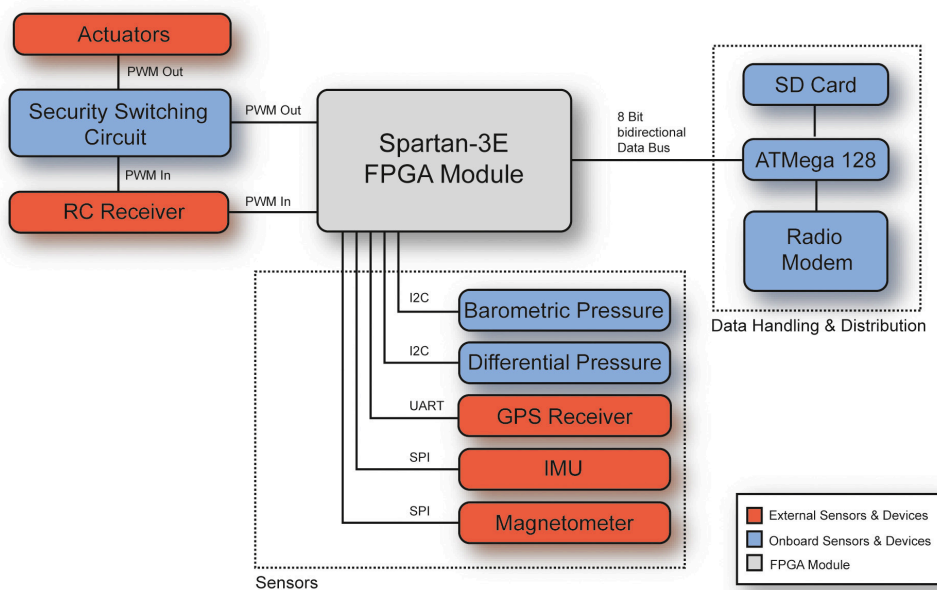 Actuators
PWM Out
Security Switching
Circuit
PWM Out
PWM In
RC Receiver
PWM In
Spartan-3E
FPGA Module
8 Bit
bidirectional
Data Bus
SD Card
ATMega 128
Radio
Modem
Data Handling & Distribution
I2C
Barometric Pressure
I2C
Differential Pressure
UART
GPS Receiver
SPI
IMU
SPI
Magnetometer
Sensors
External Sensors & Devices
Onboard Sensors & Devices
FPGA Module